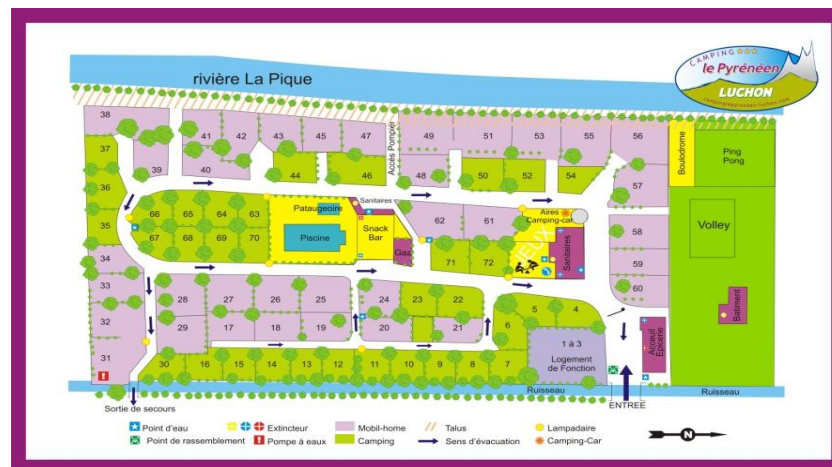 rivière La Pique
CAMPING
le Pyrénéen
LUCHON
campinglepyreneen-luchon.com
38 41 42 43 45 47 Accès Pompier 49 51 53 55 56
37 39 40 44 46 48 50 52 54 57
Boulodrome
Ping
Pong
36
35
34
66 65 64 63
67 68 69 70
Pataugeoire
Piscine
Sanitaires
Snack
Bar
Gaz
62 61
71 72
Aires
Camping-car
JEUX
Sanitaires
Volley
58
59
60
Batiment
33
32
31
28 27 26 25 24 23 22
29 17 18 19 20 21
5 4
6
1 à 3
Logement
de Fonction
Acceuil
Epicerie
30 16 15 14 13 12 11 10 9 8 7
Ruisseau
Ruisseau
Sortie de secours
ENTREE
Point d'eau
Extincteur
Mobil-home
Talus
Lampadaire
Point de rassemblement
Pompe à eaux
Camping
Sens d'évacuation
Camping-Car
N